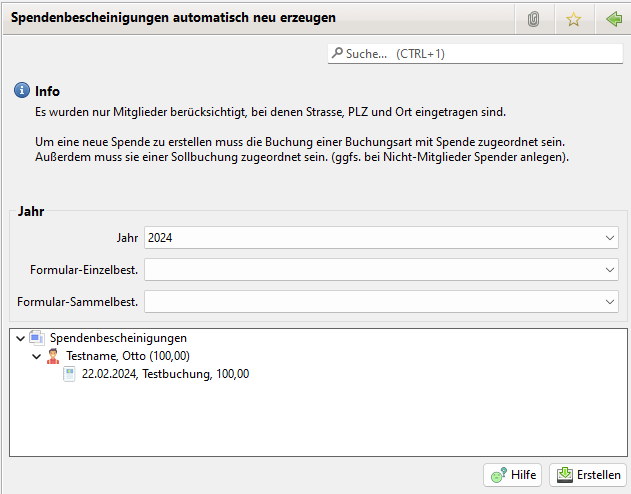 Spendenbescheinigungen automatisch neu erzeugen
Suche... (CTRL+1)
Info
Es wurden nur Mitglieder berücksichtigt, bei denen Strasse, PLZ und Ort eingetragen sind.
Um eine neue Spende zu erstellen muss die Buchung einer Buchungsart mit Spende zugeordnet sein.
Außerdem muss sie einer Sollbuchung zugeordnet sein. (ggfs. bei Nicht-Mitglieder Spender anlegen).
Jahr
Jahr 2024
Formular-Einzelbest.
Formular-Sammelbest.
Spendenbescheinigungen
Testname, Otto (100,00)
22.02.2024, Testbuchung, 100,00
Hilfe Erstellen